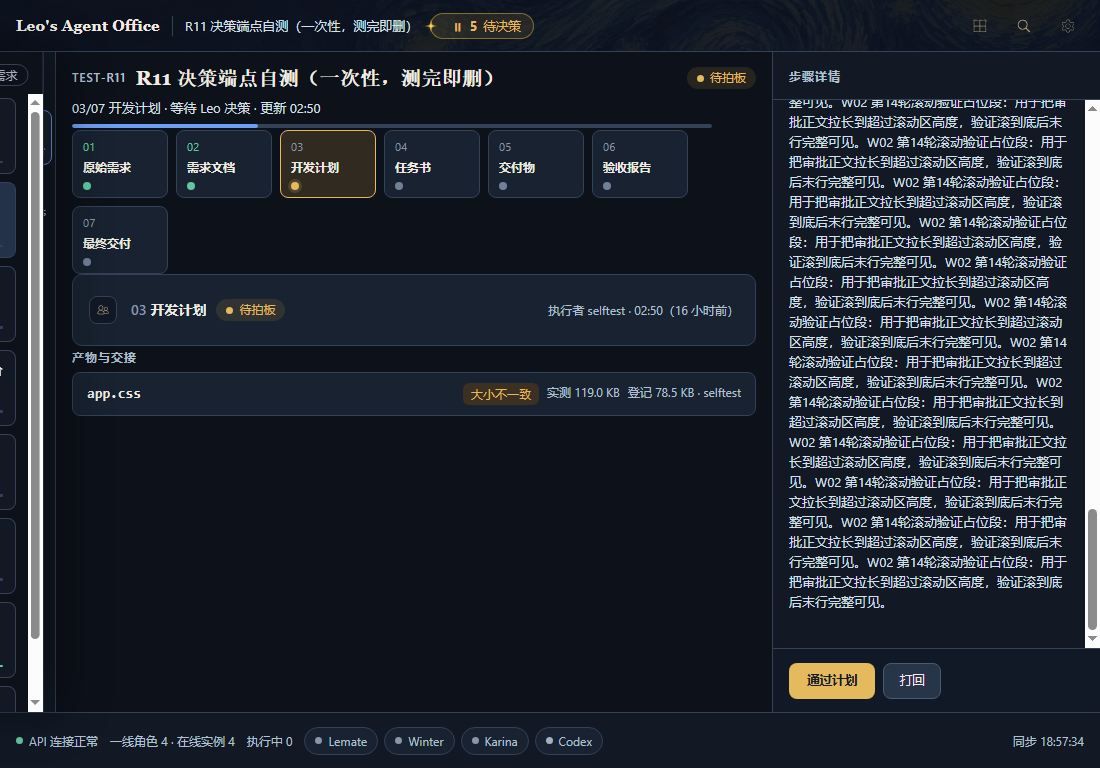 Leo's Agent Office
R11 决策端点自测（一次性，测完即删）
5 待决策
需求
TEST-R11 R11 决策端点自测（一次性，测完即删）
待拍板
03/07 开发计划 · 等待 Leo 决策 · 更新 02:50
01
原始需求
02
需求文档
03
开发计划
04
任务书
05
交付物
06
验收报告
07
最终交付
03 开发计划
待拍板
执行者 selftest · 02:50（16 小时前）
产物与交接
app.css
大小不一致
实测 119.0 KB 登记 78.5 KB · selftest
步骤详情
整可见。W02 第14轮滚动验证占位段：用于把审
批正文拉长到超过滚动区高度，验证滚到底后末
行完整可见。W02 第14轮滚动验证占位段：用于
把审批正文拉长到超过滚动区高度，验证滚到底
后末行完整可见。W02 第14轮滚动验证占位段：
用于把审批正文拉长到超过滚动区高度，验证滚
到底后末行完整可见。W02 第14轮滚动验证占位
段：用于把审批正文拉长到超过滚动区高度，验
证滚到底后末行完整可见。W02 第14轮滚动验证
占位段：用于把审批正文拉长到超过滚动区高
度，验证滚到底后末行完整可见。W02 第14轮滚
动验证占位段：用于把审批正文拉长到超过滚动
区高度，验证滚到底后末行完整可见。W02 第14
轮滚动验证占位段：用于把审批正文拉长到超过
滚动区高度，验证滚到底后末行完整可见。W02
第14轮滚动验证占位段：用于把审批正文拉长到
超过滚动区高度，验证滚到底后末行完整可见。
W02 第14轮滚动验证占位段：用于把审批正文拉
长到超过滚动区高度，验证滚到底后末行完整可
见。W02 第14轮滚动验证占位段：用于把审批正
文拉长到超过滚动区高度，验证滚到底后末行完
整可见。W02 第14轮滚动验证占位段：用于把审
批正文拉长到超过滚动区高度，验证滚到底后末
行完整可见。W02 第14轮滚动验证占位段：用于
把审批正文拉长到超过滚动区高度，验证滚到底
后末行完整可见。
通过计划
打回
API 连接正常
一线角色 4 · 在线实例 4
执行中 0
Lemate
Winter
Karina
Codex
同步 18:57:34